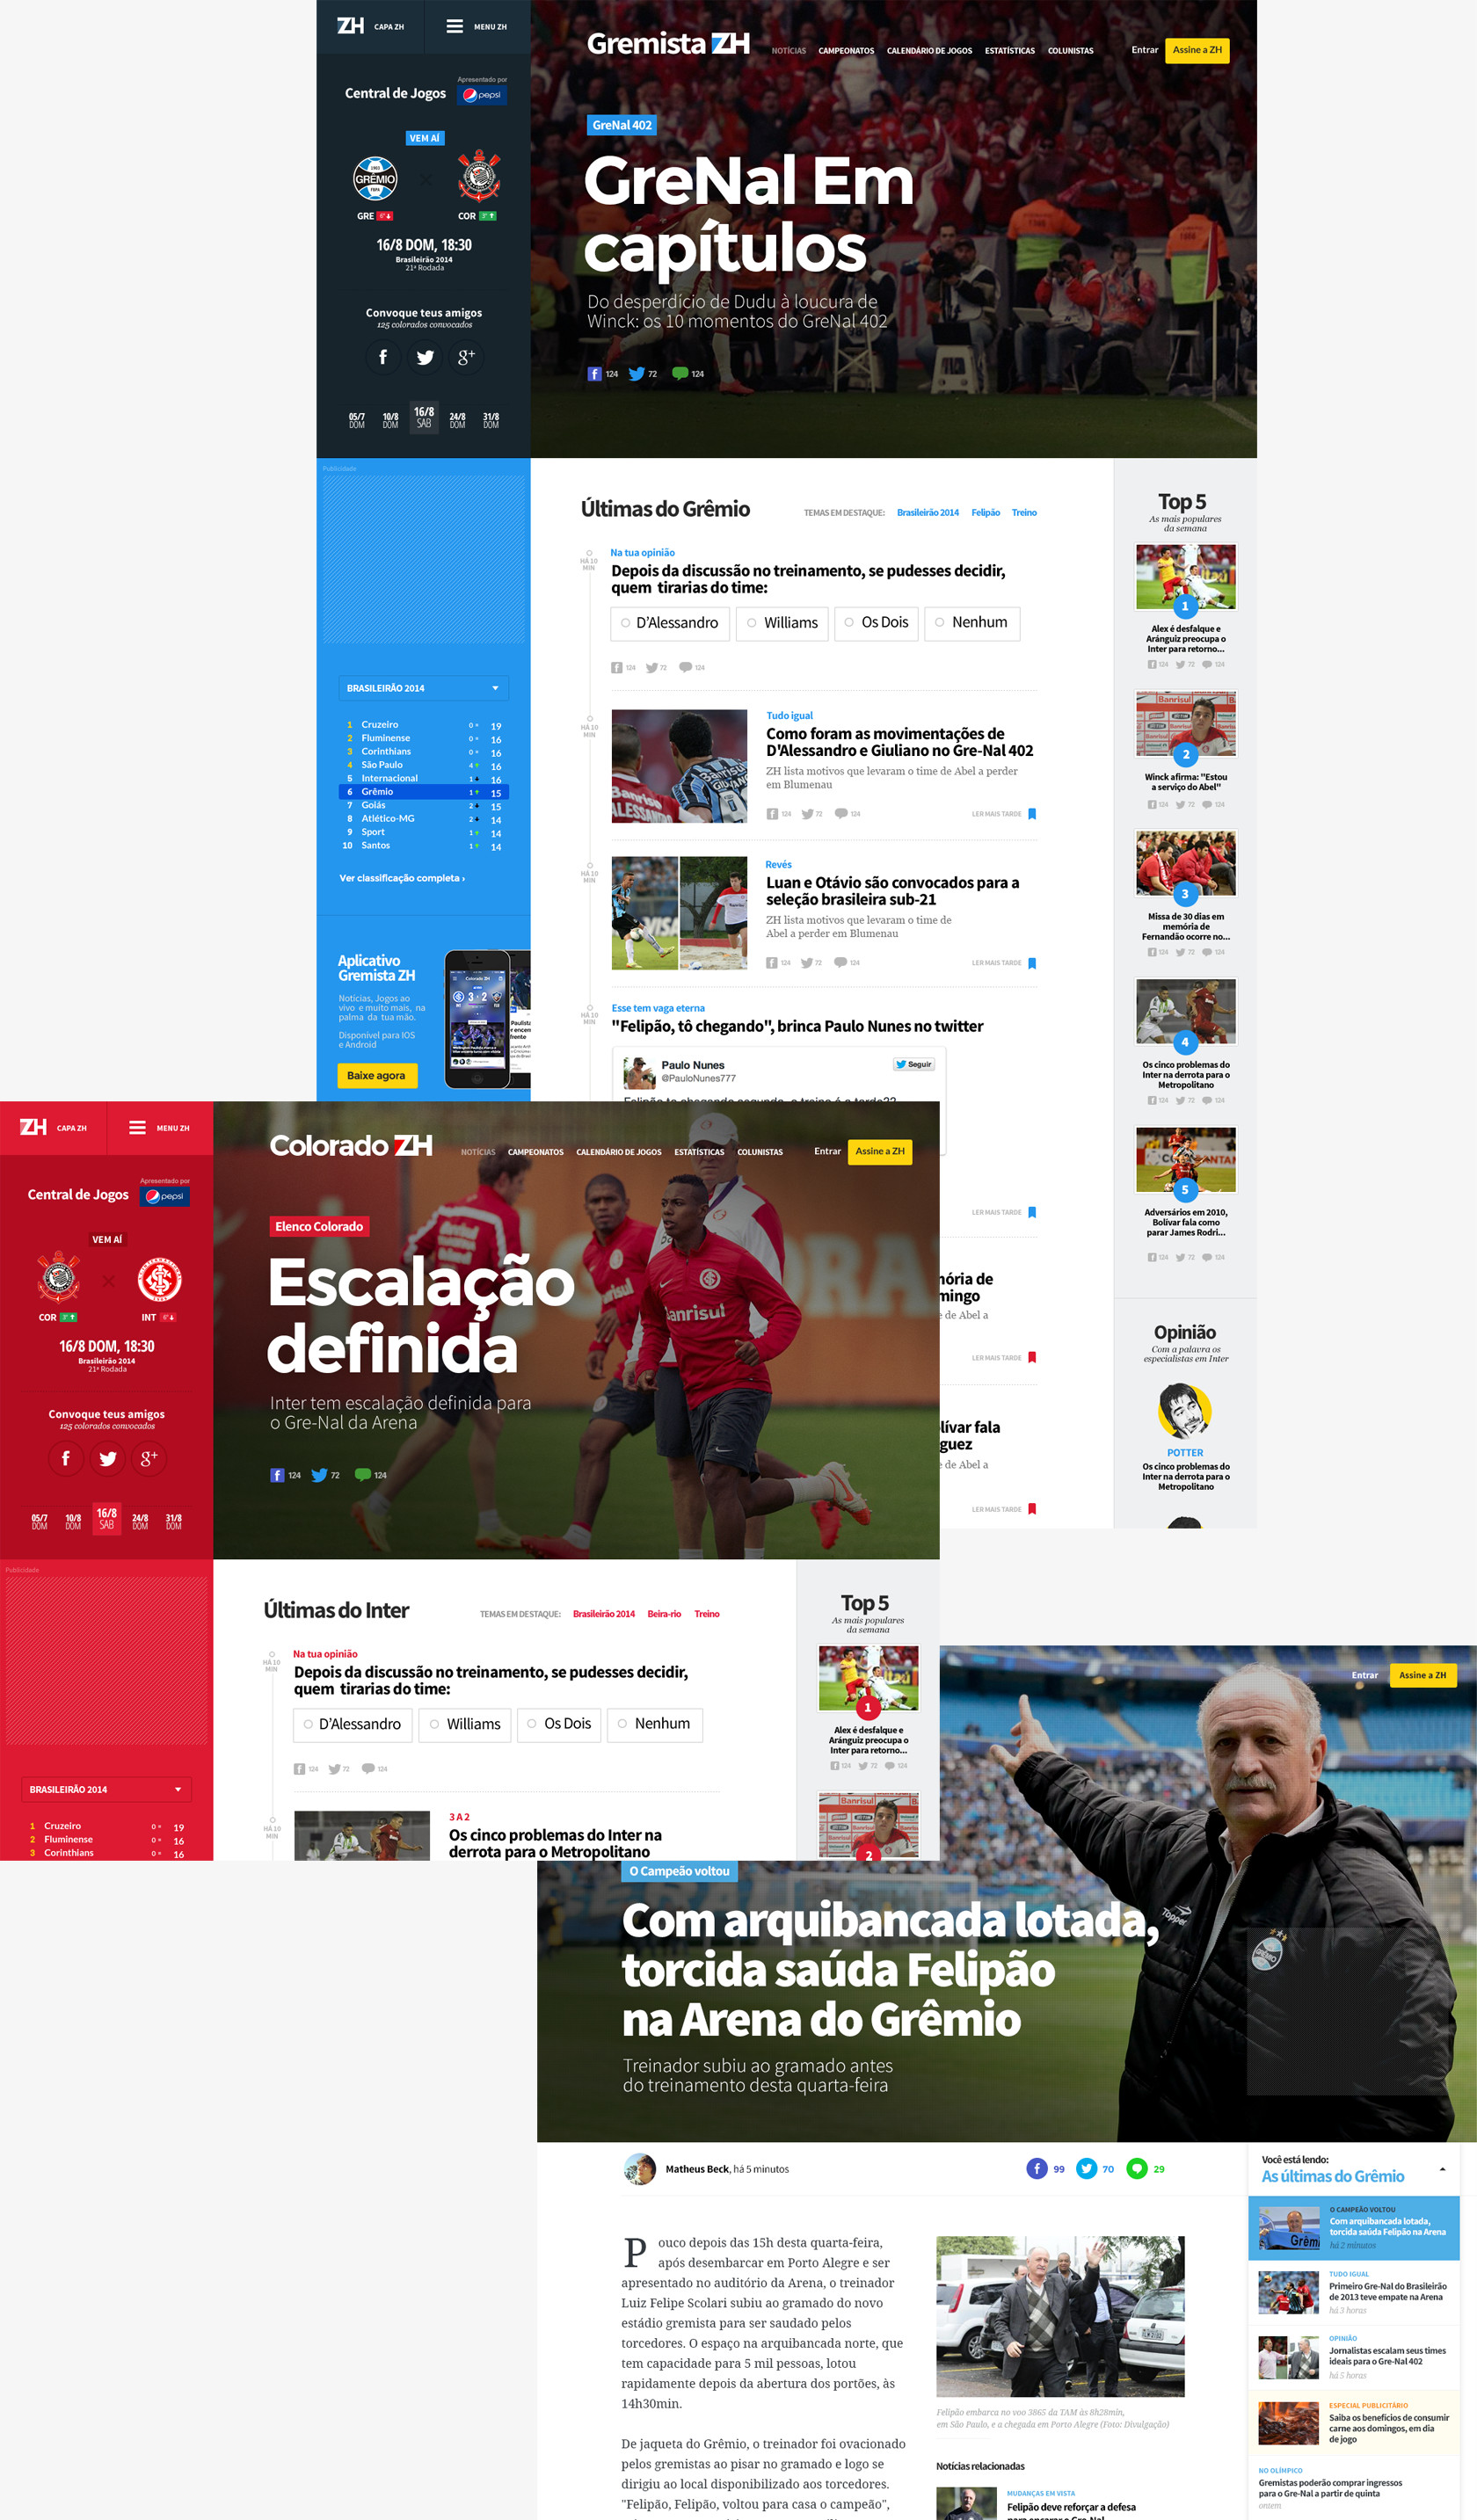 ZH CAPA ZH
MENU ZH
Central de Jogos
Apresentado por
pepsi
VEM AÍ
GRÊMIO
GRE
COR
16/8 DOM, 18:30
Brasileirão 2014
21ª Rodada
Convoque teus amigos
125 colorados convocados
05/7 DOM
10/8 DOM
16/8 SAB
24/8 DOM
31/8 DOM
Gremista ZH
NOTÍCIAS CAMPEONATOS CALENDÁRIO DE JOGOS ESTATÍSTICAS COLUNISTAS
Entrar
Assine a ZH
GreNal 402
GreNal Em
capítulos
Do desperdício de Dudu à loucura de
Winck: os 10 momentos do GreNal 402
124 72 124
Publicidade
BRASILEIRÃO 2014
1 Cruzeiro 0 19
2 Fluminense 0 16
3 Corinthians 0 16
4 São Paulo 4 16
5 Internacional 1 16
6 Grêmio 1 15
7 Goiás 2 15
8 Atlético-MG 2 14
9 Sport 1 14
10 Santos 1 14
Ver classificação completa ›
Aplicativo
Gremista ZH
Notícias, Jogos ao
vivo e muito mais, na
palma da tua mão.
Disponível para IOS
e Android
Baixe agora
Colorado ZH
3 · 2
Últimas do Grêmio
TEMAS EM DESTAQUE: Brasileirão 2014 Felipão Treino
HÁ 10
MIN
Na tua opinião
Depois da discussão no treinamento, se pudesses decidir,
quem tirarias do time:
D'Alessandro Williams Os Dois Nenhum
124 72 124
HÁ 10
MIN
Tudo igual
Como foram as movimentações de
D'Alessandro e Giuliano no Gre-Nal 402
ZH lista motivos que levaram o time de Abel a perder
em Blumenau
124 72 124
LER MAIS TARDE
HÁ 10
MIN
Revés
Luan e Otávio são convocados para a
seleção brasileira sub-21
ZH lista motivos que levaram o time de
Abel a perder em Blumenau
124 72 124
LER MAIS TARDE
HÁ 10
MIN
Esse tem vaga eterna
"Felipão, tô chegando", brinca Paulo Nunes no twitter
Paulo Nunes
@PauloNunes777
Seguir
LER MAIS TARDE
mória de
mingo
e de Abel a
LER MAIS TARDE
lívar fala
guez
e de Abel a
LER MAIS TARDE
Top 5
As mais populares
da semana
1
Alex é desfalque e
Aránguiz preocupa o
Inter para retorno...
124 72 124
Banrisul
2
Winck afirma: "Estou
a serviço do Abel"
124 72 124
3
Missa de 30 dias em
memória de
Fernandão ocorre no...
124 72 124
4
Os cinco problemas do
Inter na derrota para o
Metropolitano
124 72 124
5
Adversários em 2010,
Bolívar fala como
parar James Rodri...
124 72 124
Opinião
Com a palavra os
especialistas em Inter
POTTER
Os cinco problemas do
Inter na derrota para o
Metropolitano
ZH CAPA ZH
MENU ZH
Central de Jogos
Apresentado por
pepsi
VEM AÍ
COR
INT
16/8 DOM, 18:30
Brasileirão 2014
21ª Rodada
Convoque teus amigos
125 colorados convocados
05/7 DOM
10/8 DOM
16/8 SAB
24/8 DOM
31/8 DOM
Colorado ZH
NOTÍCIAS CAMPEONATOS CALENDÁRIO DE JOGOS ESTATÍSTICAS COLUNISTAS
Entrar
Assine a ZH
Elenco Colorado
Escalação
definida
Inter tem escalação definida para
o Gre-Nal da Arena
124 72 124
Banrisul
Publicidade
BRASILEIRÃO 2014
1 Cruzeiro 0 19
2 Fluminense 0 16
3 Corinthians 0 16
Últimas do Inter
TEMAS EM DESTAQUE: Brasileirão 2014 Beira-rio Treino
HÁ 10
MIN
Na tua opinião
Depois da discussão no treinamento, se pudesses decidir,
quem tirarias do time:
D'Alessandro Williams Os Dois Nenhum
124 72 124
HÁ 10
MIN
3 A 2
Os cinco problemas do Inter na
derrota para o Metropolitano
Top 5
As mais populares
da semana
1
Alex é desfalque e
Aránguiz preocupa o
Inter para retorno...
124 72 124
Banrisul
2
Entrar
Assine a ZH
Topper
O Campeão voltou
Com arquibancada lotada,
torcida saúda Felipão
na Arena do Grêmio
Treinador subiu ao gramado antes
do treinamento desta quarta-feira
Matheus Beck, há 5 minutos
99 70 29
Pouco depois das 15h desta quarta-feira,
após desembarcar em Porto Alegre e ser
apresentado no auditório da Arena, o treinador
Luiz Felipe Scolari subiu ao gramado do novo
estádio gremista para ser saudado pelos
torcedores. O espaço na arquibancada norte, que
tem capacidade para 5 mil pessoas, lotou
rapidamente depois da abertura dos portões, às
14h30min.
De jaqueta do Grêmio, o treinador foi ovacionado
pelos gremistas ao pisar no gramado e logo se
dirigiu ao local disponibilizado aos torcedores.
"Felipão, Felipão, voltou para casa o campeão",
Felipão embarca no voo 3865 da TAM às 8h28min,
em São Paulo, e a chegada em Porto Alegre (Foto: Divulgação)
Notícias relacionadas
MUDANÇAS EM VISTA
Felipão deve reforçar a defesa
Você está lendo:
As últimas do Grêmio
O CAMPEÃO VOLTOU
Com arquibancada lotada,
torcida saúda Felipão na Arena
há 2 minutos
TUDO IGUAL
Primeiro Gre-Nal do Brasileirão
de 2013 teve empate na Arena
há 3 horas
OPINIÃO
Jornalistas escalam seus times
ideais para o Gre-Nal 402
há 5 horas
ESPECIAL PUBLICITÁRIO
Saiba os benefícios de consumir
carne aos domingos, em dia
de jogo
NO OLÍMPICO
Gremistas poderão comprar ingressos
para o Gre-Nal a partir de quinta
ontem